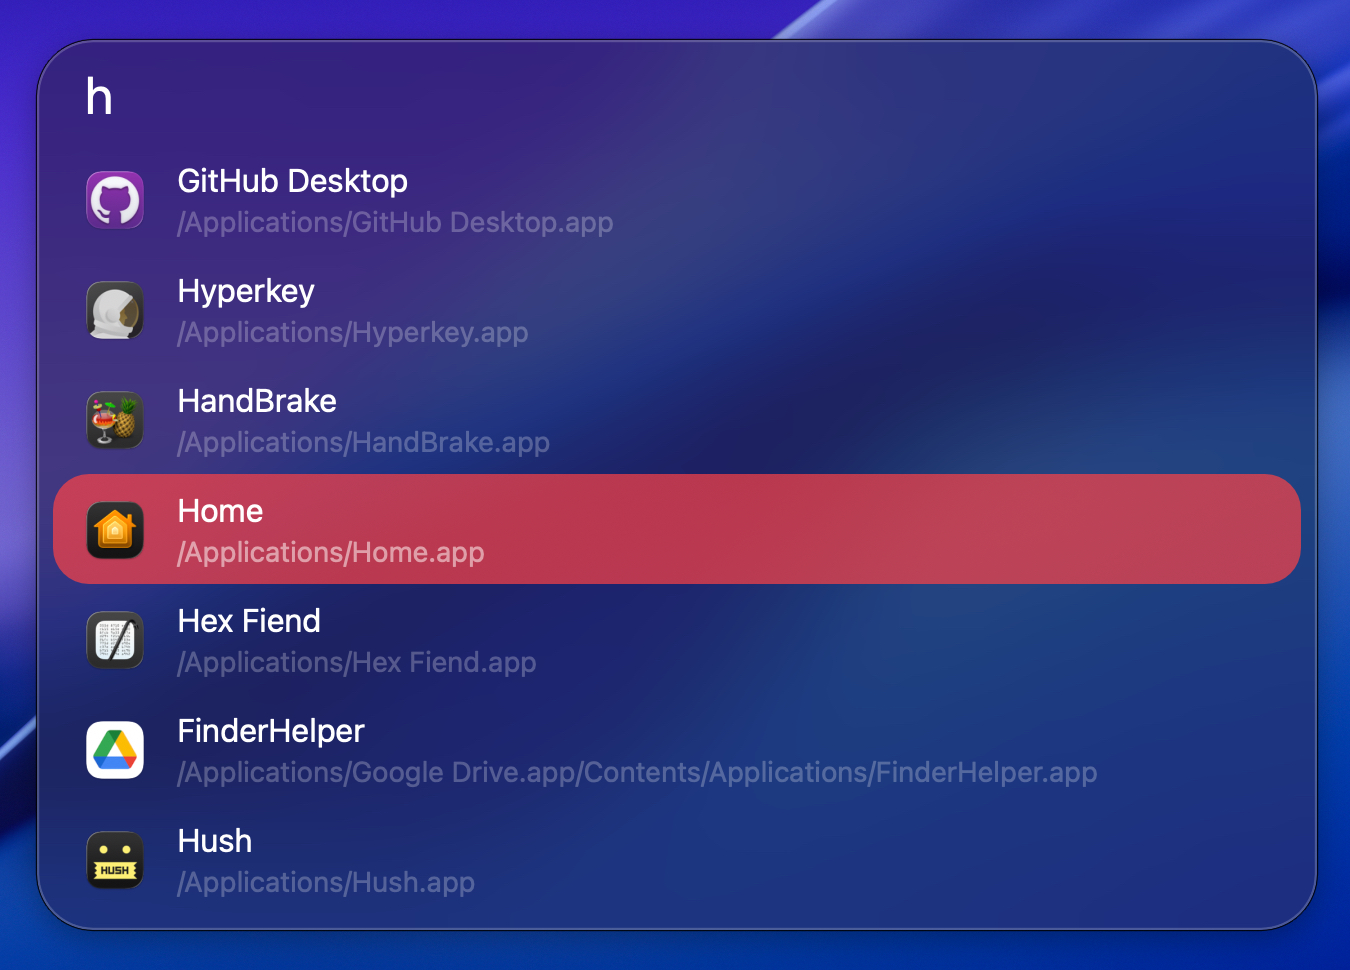 h
GitHub Desktop
/Applications/GitHub Desktop.app
Hyperkey
/Applications/Hyperkey.app
HandBrake
/Applications/HandBrake.app
Home
/Applications/Home.app
Hex Fiend
/Applications/Hex Fiend.app
FinderHelper
/Applications/Google Drive.app/Contents/Applications/FinderHelper.app
Hush
HUSH
/Applications/Hush.app